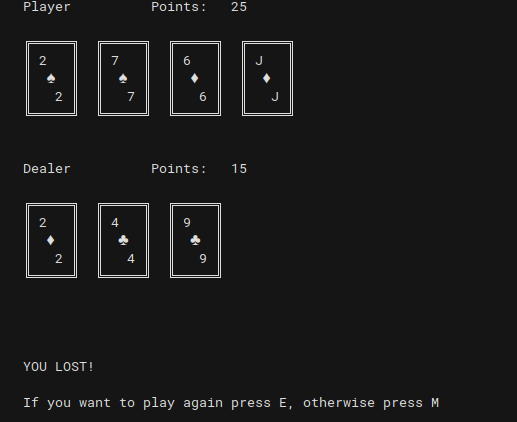 Player Points: 25
2 7 6 J
♠ ♠ ♦ ♦
2 7 6 J
Dealer Points: 15
2 4 9
♦ ♣ ♣
2 4 9
YOU LOST!
If you want to play again press E, otherwise press M